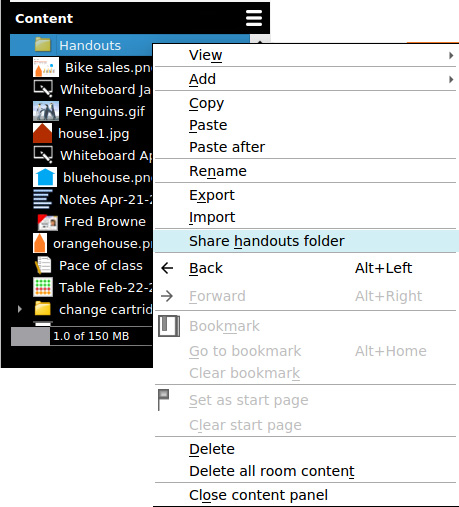 Content
Handouts
Bike sales.pn
Whiteboard Ja
Penguins.gif
house1.jpg
Whiteboard Ap
bluehouse.pn
Notes Apr-21-2
Fred Browne
orangehouse.p
Pace of class
Table Feb-22-2
change cartrid
1.0 of 150 MB
View
Add
Copy
Paste
Paste after
Rename
Export
Import
Share handouts folder
Back Alt+Left
Forward Alt+Right
Bookmark
Go to bookmark Alt+Home
Clear bookmark
Set as start page
Clear start page
Delete
Delete all room content
Close content panel